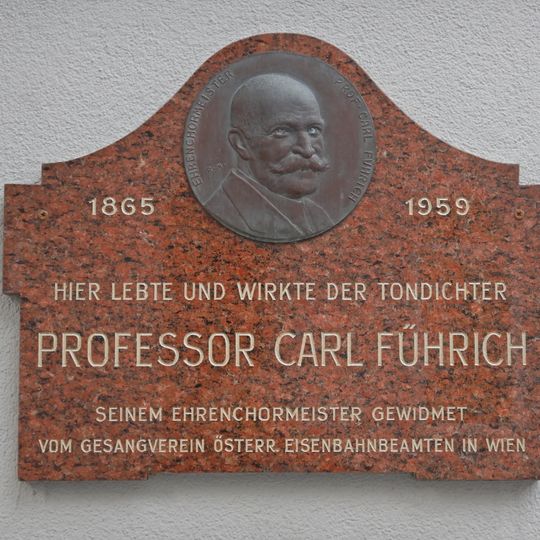 EHRENCHORMEISTER PROF. CARL FÜHRICH
1865 1959
HIER LEBTE UND WIRKTE DER TONDICHTER
PROFESSOR CARL FÜHRICH
SEINEM EHRENCHORMEISTER GEWIDMET
VOM GESANGVEREIN ÖSTERR. EISENBAHNBEAMTEN IN WIEN